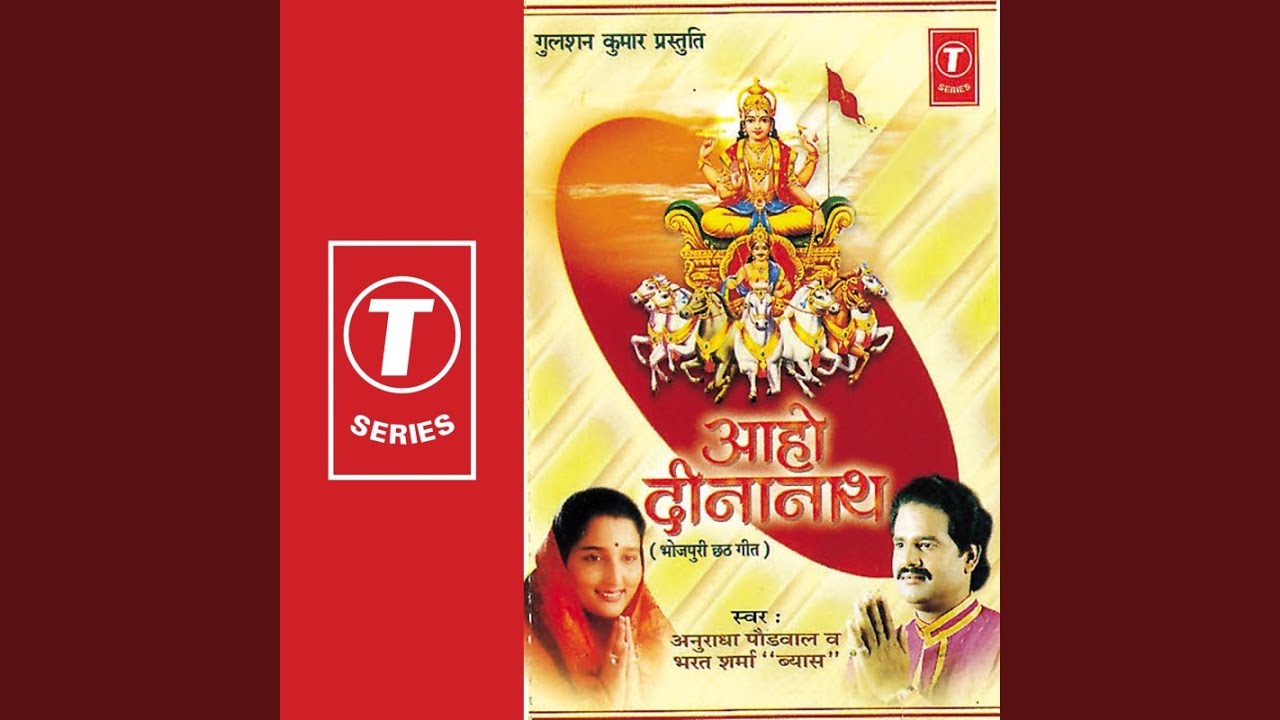 T
SERIES
गुलशन कुमार प्रस्तुति
T
SERIES
आहो
दीनानाथ
( भोजपुरी छठ गीत )
स्वर :
अनुराधा पौडवाल व
भरत शर्मा “ब्यास”